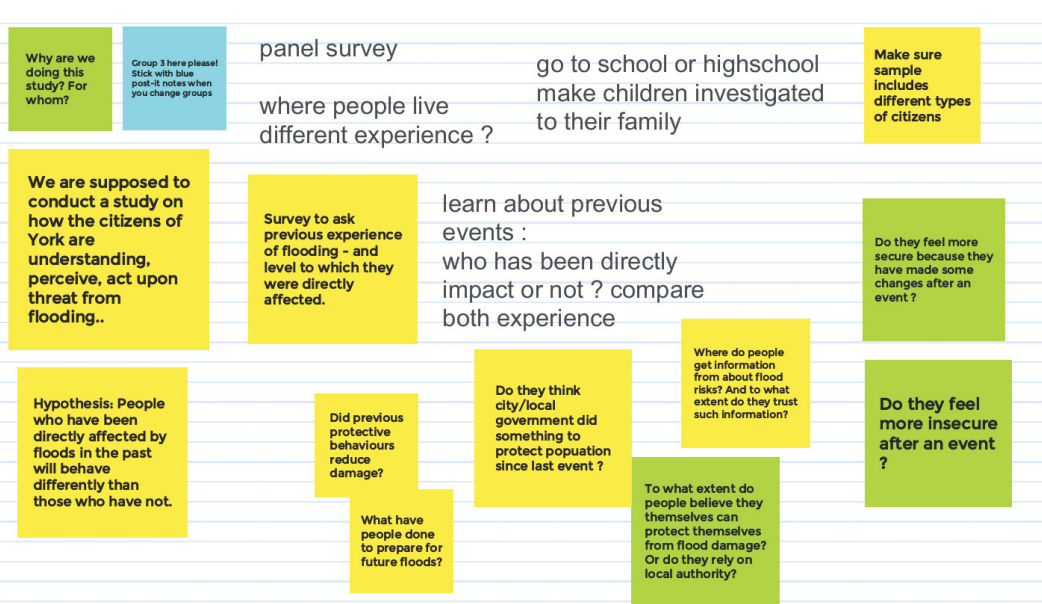 Why are we
doing this
study? For
whom?
Group 3 here please!
Stick with blue
post-it notes when
you change groups
panel survey
where people live
different experience ?
go to school or highschool
make children investigated
to their family
Make sure
sample
includes
different types
of citizens
We are supposed to
conduct a study on
how the citizens of
York are
understanding,
perceive, act upon
threat from
flooding..
Survey to ask
previous experience
of flooding - and
level to which they
were directly
affected.
learn about previous
events :
who has been directly
impact or not ? compare
both experience
Do they feel more
secure because they
have made some
changes after an
event ?
Hypothesis: People
who have been
directly affected by
floods in the past
will behave
differently than
those who have not.
Did previous
protective
behaviours
reduce
damage?
What have
people done
to prepare for
future floods?
Do they think
city/local
government did
something to
protect popuation
since last event ?
Where do people
get information
from about flood
risks? And to what
extent do they trust
such information?
To what extent do
people believe they
themselves can
protect themselves
from flood damage?
Or do they rely on
local authority?
Do they feel
more insecure
after an event
?